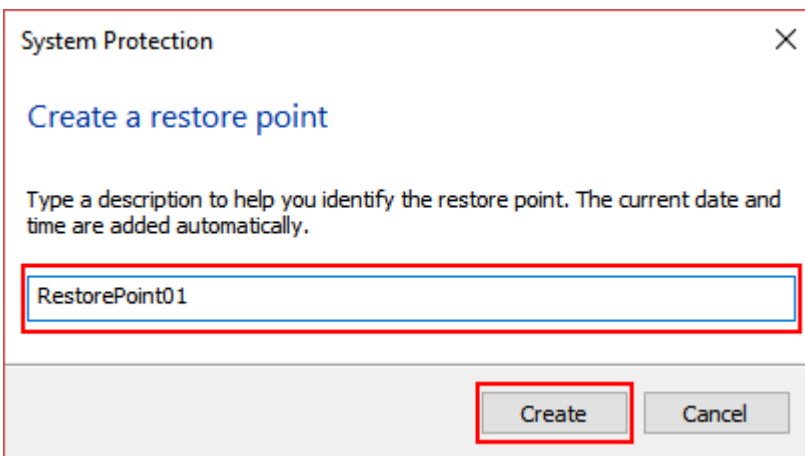 System Protection
Create a restore point
Type a description to help you identify the restore point. The current date and
time are added automatically.
RestorePoint01
Create
Cancel